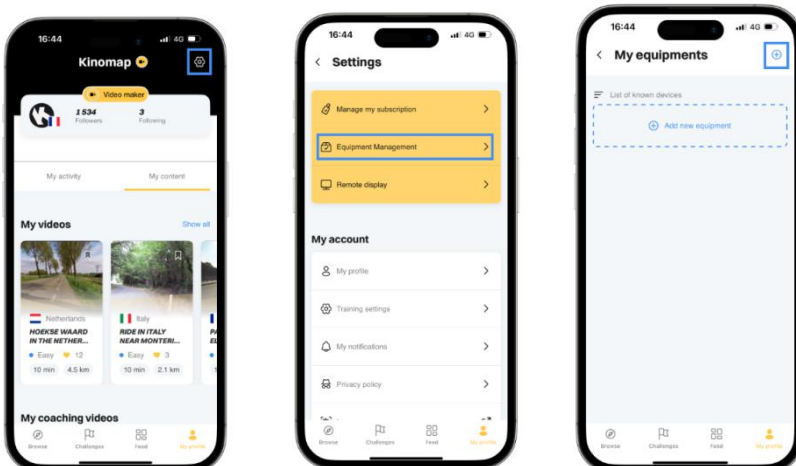 16:44
4G
Kinomap
Video maker
1 534
Followers
3
Following
My activity
My content
My videos
Show all
Netherlands
HOEKSE WAARD
IN THE NETHER...
Easy
12
10 min
4.5 km
Italy
RIDE IN ITALY
NEAR MONTERI...
Easy
3
10 min
2.1 km
My coaching videos
Browse
Challenges
Feed
My profile
16:44
4G
Settings
Manage my subscription
Equipment Management
Remote display
My account
My profile
Training settings
My notifications
Privacy policy
Browse
Challenges
Feed
My profile
16:44
4G
My equipments
List of known devices
Add new equipment
Browse
Challenges
Feed
My profile